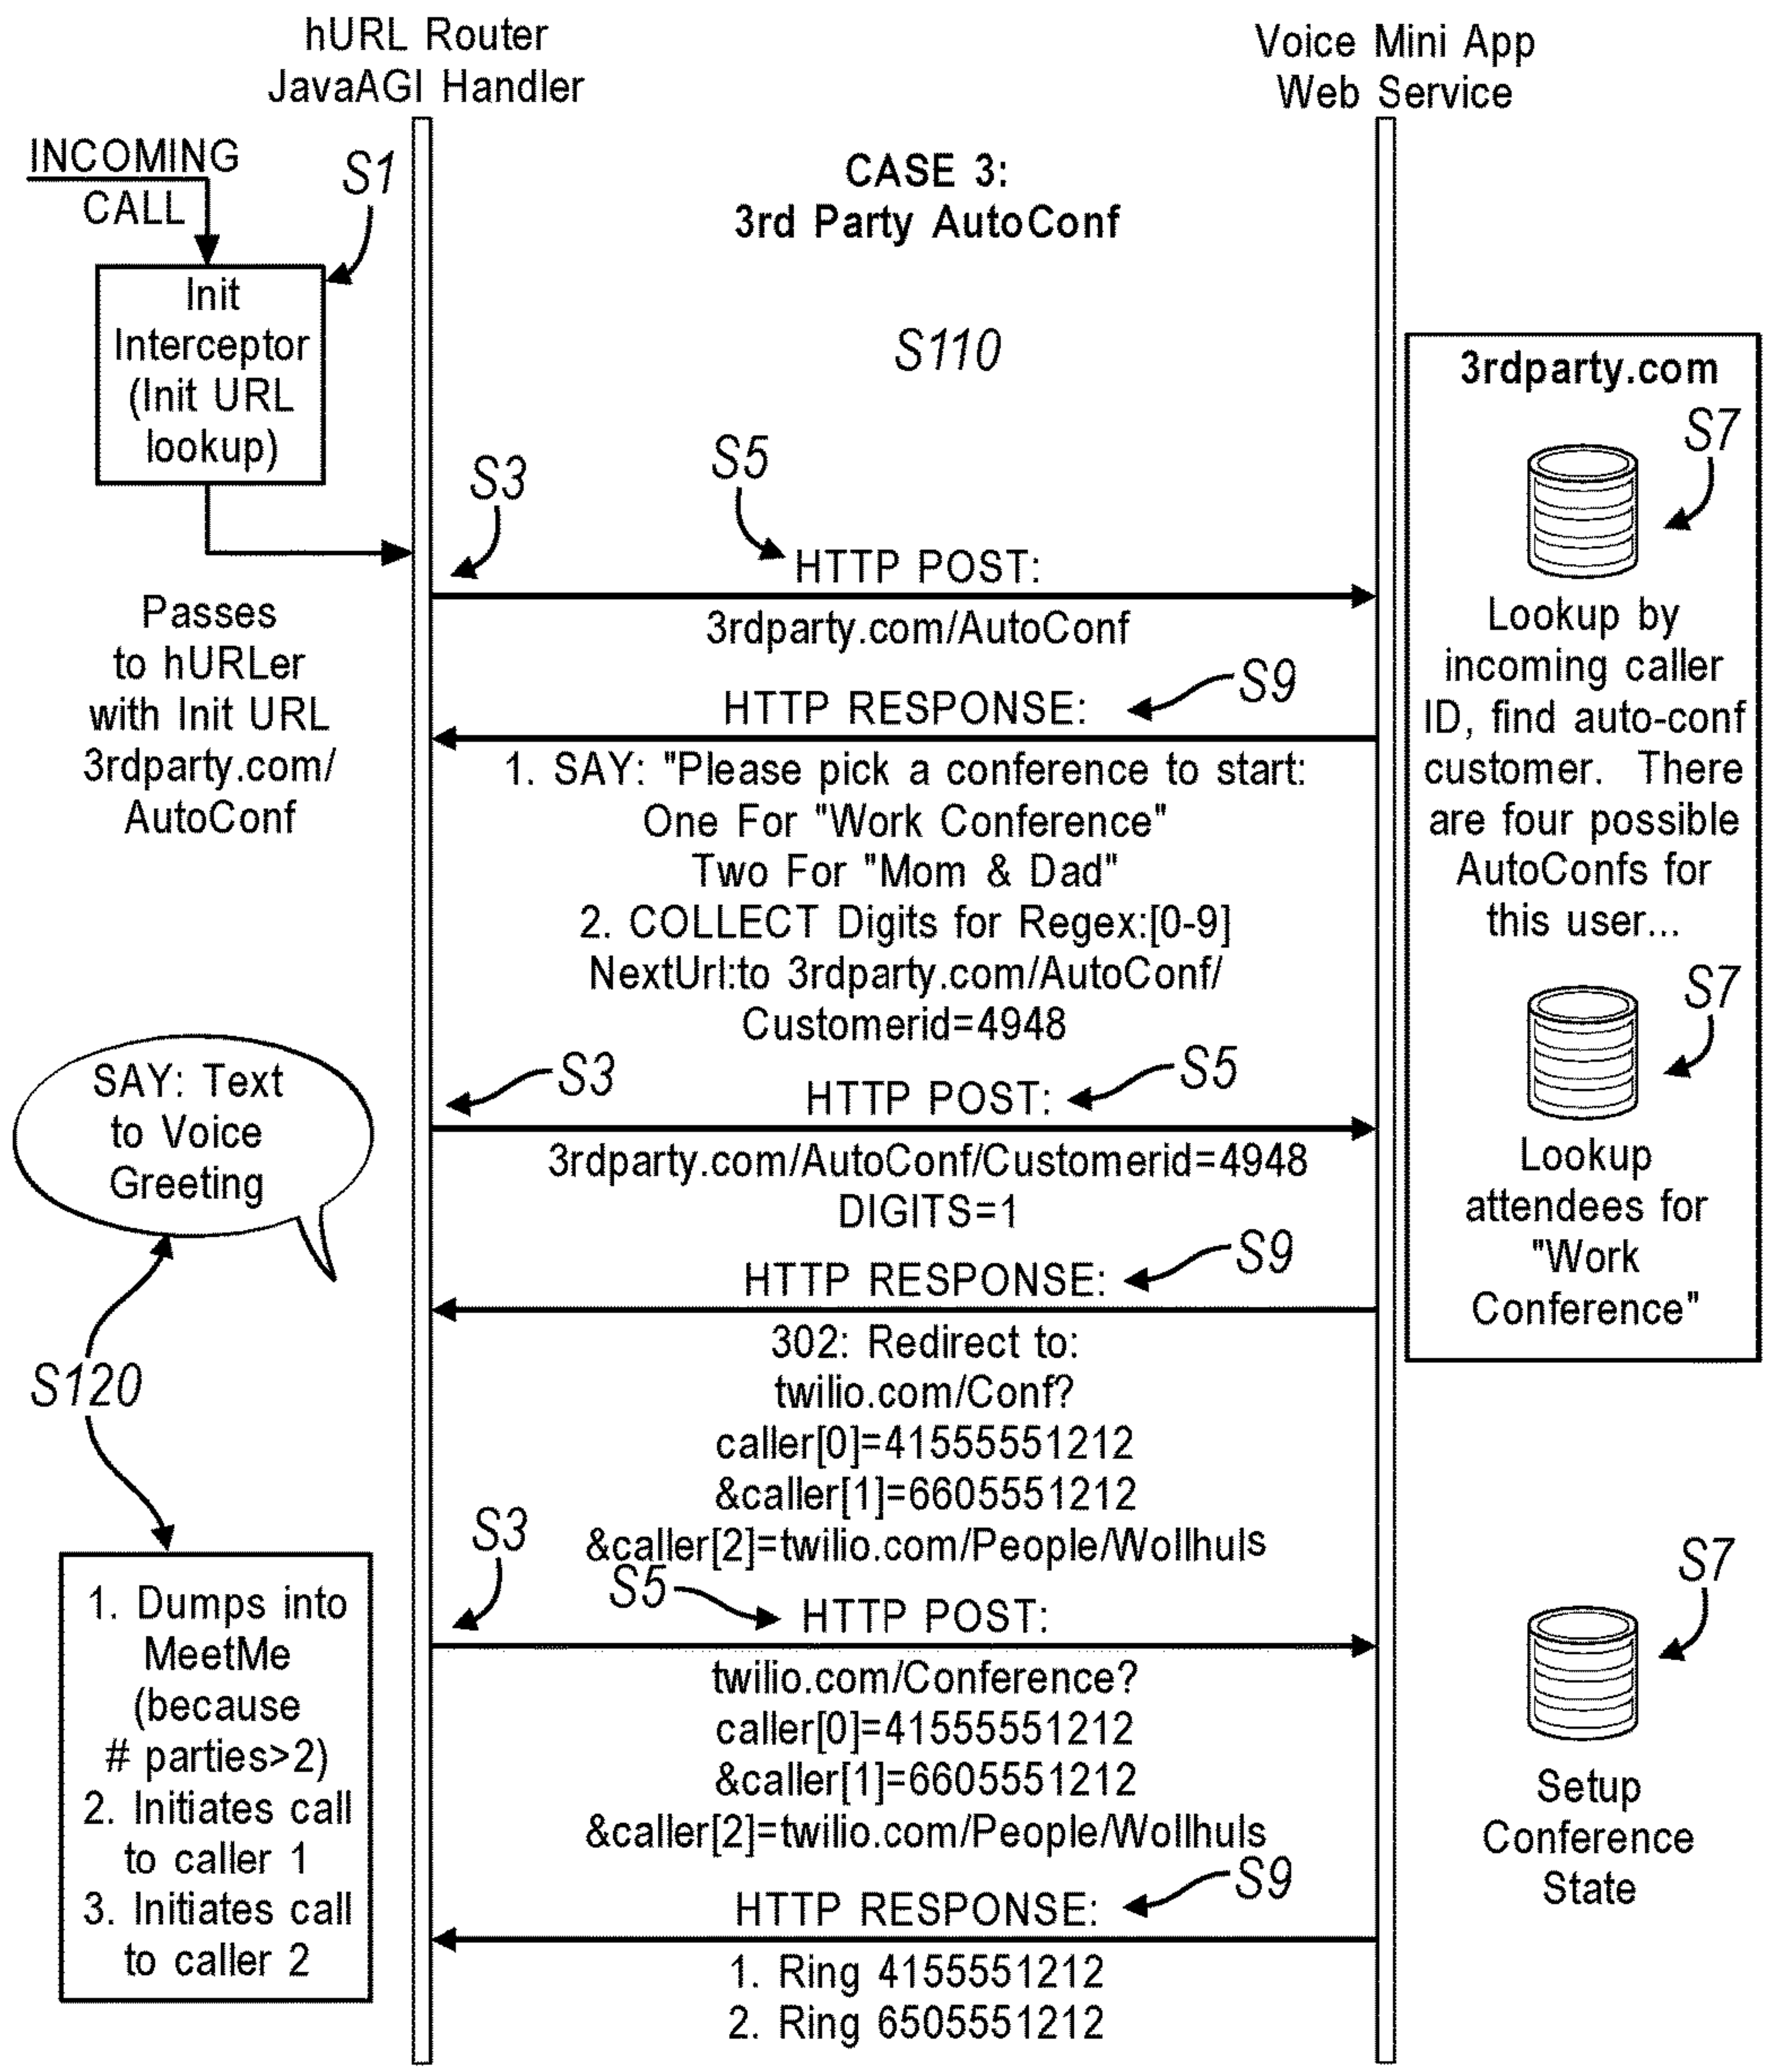 hURL Router
JavaAGI Handler
Voice Mini App
Web Service
INCOMING
CALL
S1
CASE 3:
3rd Party AutoConf
Init
Interceptor
(Init URL
lookup)
S110
3rdparty.com
S7
S3
S5
HTTP POST:
3rdparty.com/AutoConf
Passes
to hURLer
with Init URL
3rdparty.com/
AutoConf
Lookup by
incoming caller
ID, find auto-conf
customer. There
are four possible
AutoConfs for
this user...
S9
HTTP RESPONSE:
1. SAY: "Please pick a conference to start:
One For "Work Conference"
Two For "Mom & Dad"
2. COLLECT Digits for Regex:[0-9]
NextUrl:to 3rdparty.com/AutoConf/
Customerid=4948
S7
SAY: Text
to Voice
Greeting
S3
S5
HTTP POST:
3rdparty.com/AutoConf/Customerid=4948
DIGITS=1
Lookup
attendees for
"Work
Conference"
S9
HTTP RESPONSE:
302: Redirect to:
twilio.com/Conf?
caller[0]=41555551212
&caller[1]=6605551212
&caller[2]=twilio.com/People/Wollhuls
S120
S3
S5
HTTP POST:
twilio.com/Conference?
caller[0]=41555551212
&caller[1]=6605551212
&caller[2]=twilio.com/People/Wollhuls
S7
1. Dumps into
MeetMe
(because
# parties>2)
2. Initiates call
to caller 1
3. Initiates call
to caller 2
Setup
Conference
State
S9
HTTP RESPONSE:
1. Ring 4155551212
2. Ring 6505551212